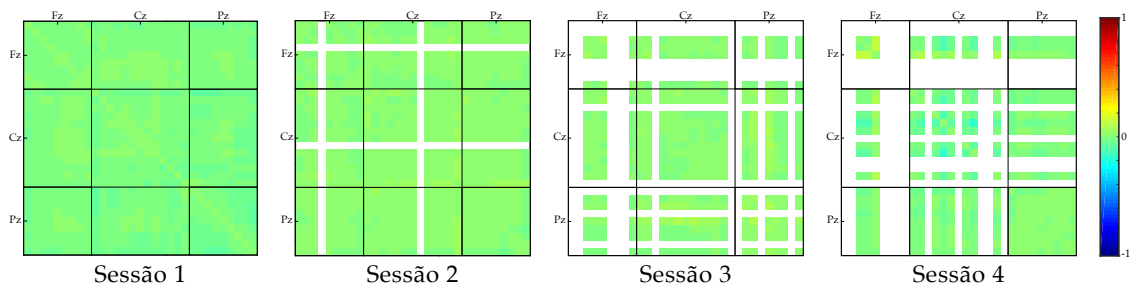 Fz Cz Pz Fz Cz Pz Fz Cz Pz Fz Cz Pz 1
Fz Fz Fz Fz
Cz Cz Cz Cz 0
Pz Pz Pz Pz
-1
Sessão 1 Sessão 2 Sessão 3 Sessão 4